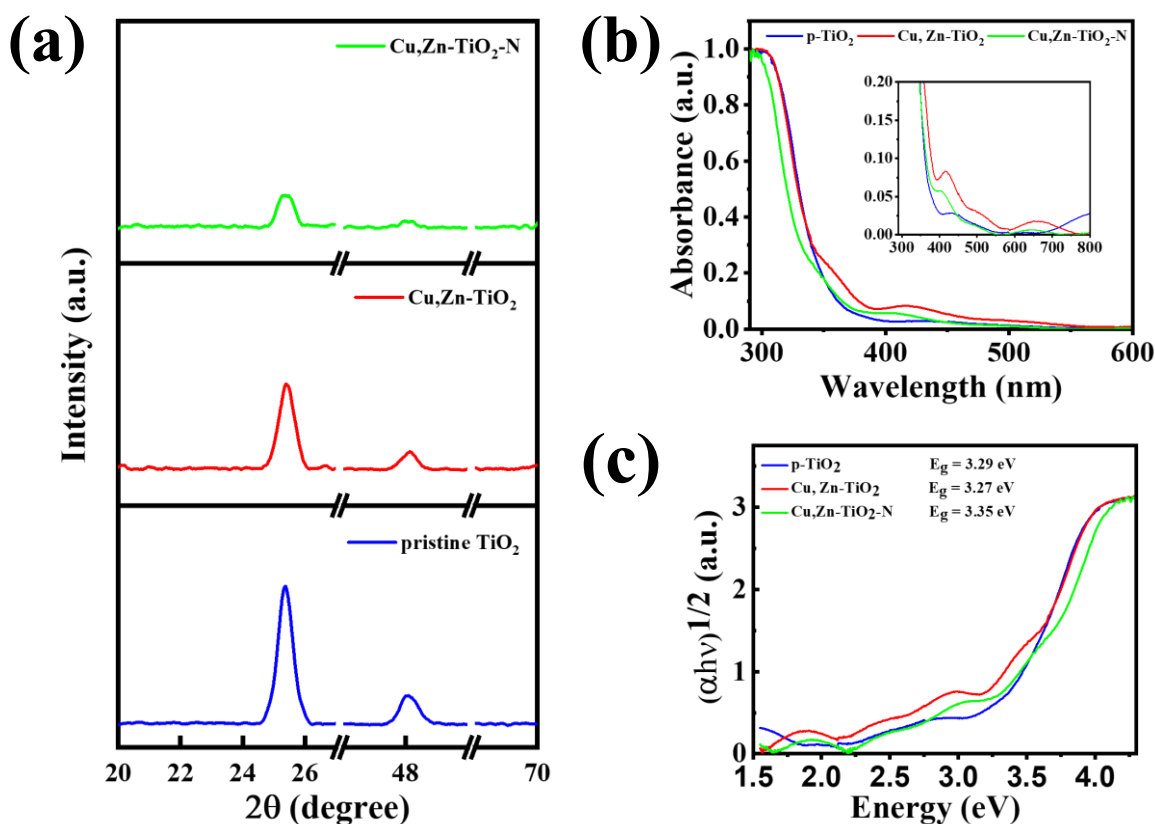 (a)
Cu,Zn-TiO2-N
Cu,Zn-TiO2
pristine TiO2
Intensity (a.u.)
20 22 24 26 48 70
2θ (degree)
(b)
p-TiO2 Cu, Zn-TiO2 Cu,Zn-TiO2-N
1.0
0.8
0.6
0.4
0.2
0.0
Absorbance (a.u.)
0.20
0.15
0.10
0.05
0.00
300 400 500 600 700 800
300 400 500 600
Wavelength (nm)
(c)
p-TiO2 Eg = 3.29 eV
Cu, Zn-TiO2 Eg = 3.27 eV
Cu,Zn-TiO2-N Eg = 3.35 eV
3
2
1
0
(αhν)1/2 (a.u.)
1.5 2.0 2.5 3.0 3.5 4.0
Energy (eV)